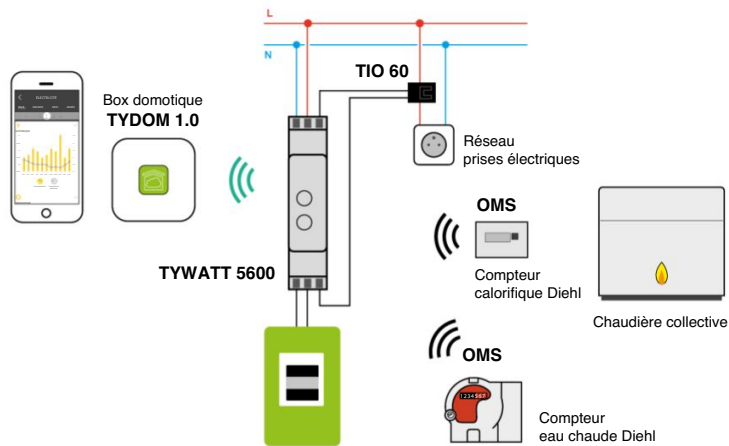 L
N
TIO 60
Box domotique
TYDOM 1.0
Réseau
prises électriques
OMS
TYWATT 5600
Compteur
calorifique Diehl
Chaudière collective
OMS
1234567
Compteur
eau chaude Diehl